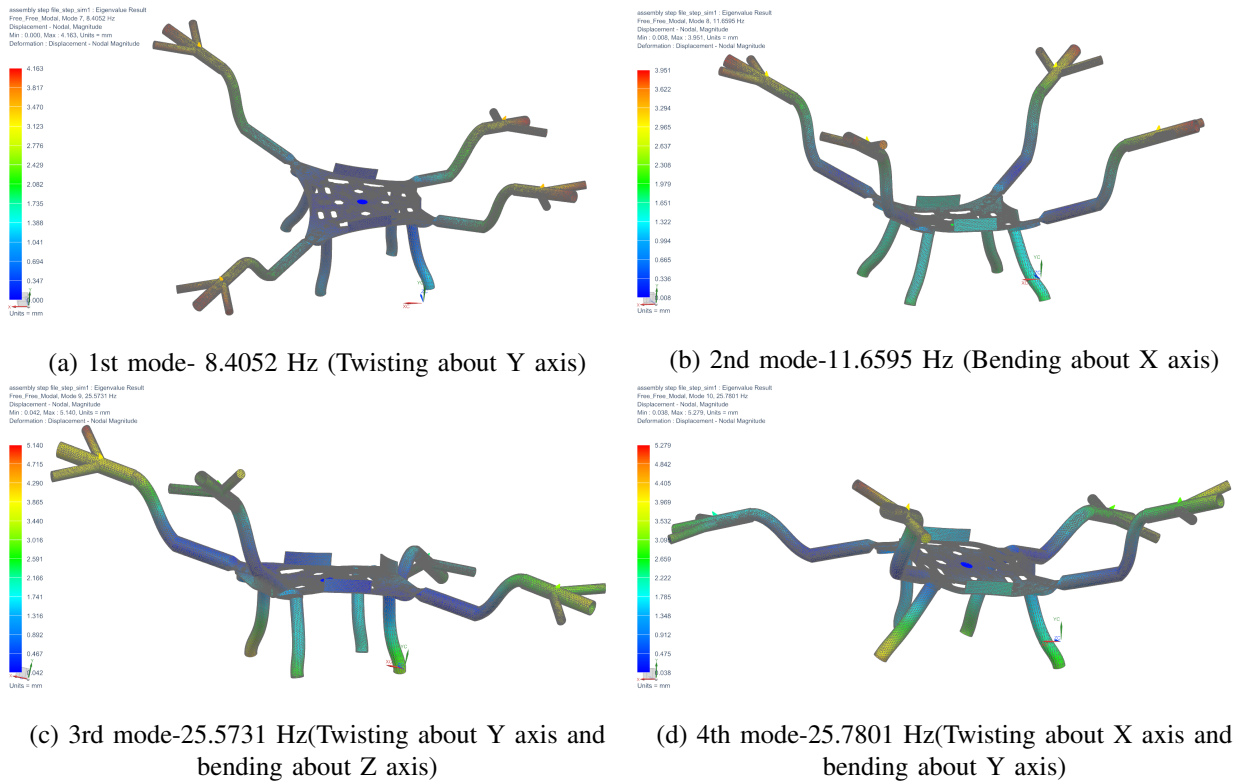 assembly step file_step_sim1 : Eigenvalue Result
Free_Free_Modal, Mode 7, 8.4052 Hz
Displacement - Nodal, Magnitude
Min : 0.000, Max : 4.163, Units = mm
Deformation : Displacement - Nodal Magnitude
4.163
3.817
3.470
3.123
2.776
2.429
2.082
1.735
1.388
1.041
0.694
0.347
0.000
Units = mm
X
Y
YC
XC
(a) 1st mode- 8.4052 Hz (Twisting about Y axis)
assembly step file_step_sim1 : Eigenvalue Result
Free_Free_Modal, Mode 8, 11.6595 Hz
Displacement - Nodal, Magnitude
Min : 0.008, Max : 3.951, Units = mm
Deformation : Displacement - Nodal Magnitude
3.951
3.622
3.294
2.965
2.637
2.308
1.979
1.651
1.322
0.994
0.665
0.336
0.008
Units = mm
X
Y
YC
(b) 2nd mode-11.6595 Hz (Bending about X axis)
assembly step file_step_sim1 : Eigenvalue Result
Free_Free_Modal, Mode 9, 25.5731 Hz
Displacement - Nodal, Magnitude
Min : 0.042, Max : 5.140, Units = mm
Deformation : Displacement - Nodal Magnitude
5.140
4.715
4.290
3.865
3.440
3.016
2.591
2.166
1.741
1.316
0.892
0.467
0.042
Units = mm
YC
(c) 3rd mode-25.5731 Hz(Twisting about Y axis and
bending about Z axis)
assembly step file_step_sim1 : Eigenvalue Result
Free_Free_Modal, Mode 10, 25.7801 Hz
Displacement - Nodal, Magnitude
Min : 0.038, Max : 5.279, Units = mm
Deformation : Displacement - Nodal Magnitude
5.279
4.842
4.405
3.969
3.532
3.095
2.659
2.222
1.785
1.348
0.912
0.475
0.038
Units = mm
YC
(d) 4th mode-25.7801 Hz(Twisting about X axis and
bending about Y axis)